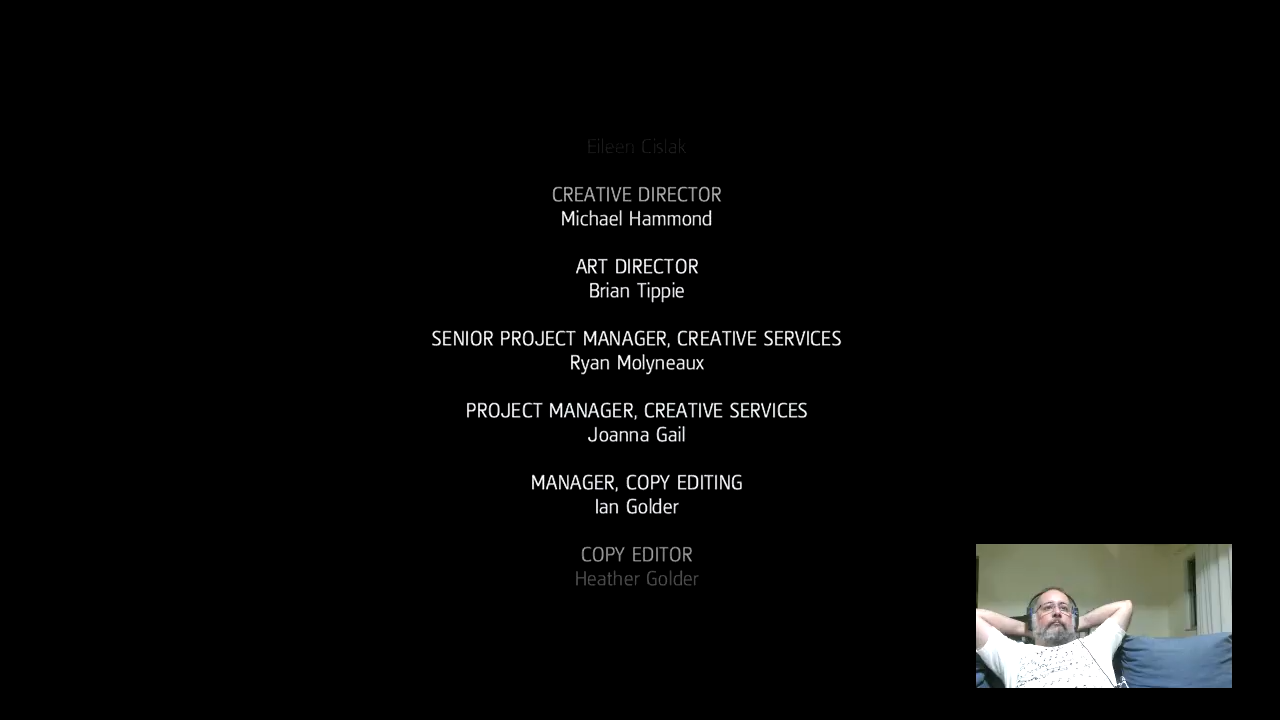 Eileen Cislak
CREATIVE DIRECTOR
Michael Hammond
ART DIRECTOR
Brian Tippie
SENIOR PROJECT MANAGER, CREATIVE SERVICES
Ryan Molyneaux
PROJECT MANAGER, CREATIVE SERVICES
Joanna Gail
MANAGER, COPY EDITING
Ian Golder
COPY EDITOR
Heather Golder